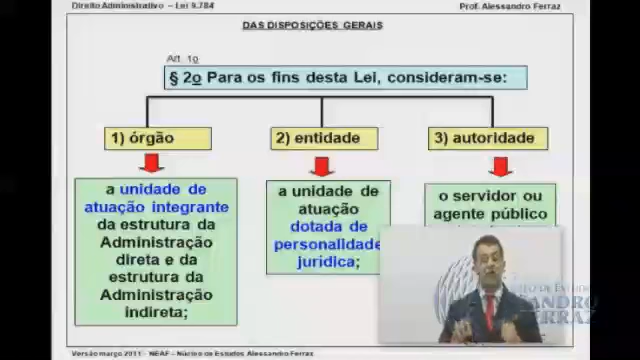 Direito Administrativo – Lei 9.784
Prof. Alessandro Ferraz
DAS DISPOSIÇÕES GERAIS
Art. 1o
§ 2o Para os fins desta Lei, consideram-se:
1) órgão
2) entidade
3) autoridade
a unidade de
atuação integrante
da estrutura da
Administração
direta e da
estrutura da
Administração
indireta;
a unidade de
atuação
dotada de
personalidade
jurídica;
o servidor ou
agente público
Versão março 2011 - NEAF – Núcleo de Estudos Alessandro Ferraz